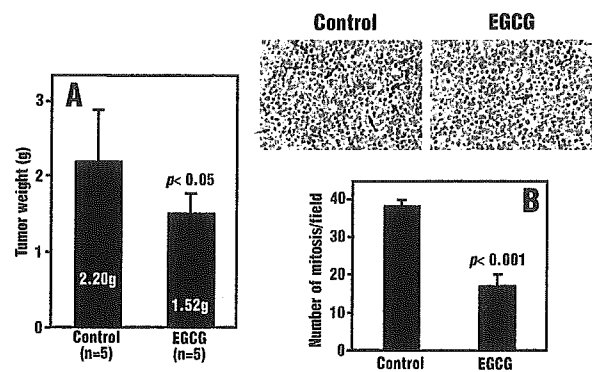 Control
EGCG
A
Tumor weight (g)
3
2
1
0
p< 0.05
2.20g
1.52g
Control
(n=5)
EGCG
(n=5)
B
Number of mitosis/field
40
30
20
10
0
p< 0.001
Control
EGCG